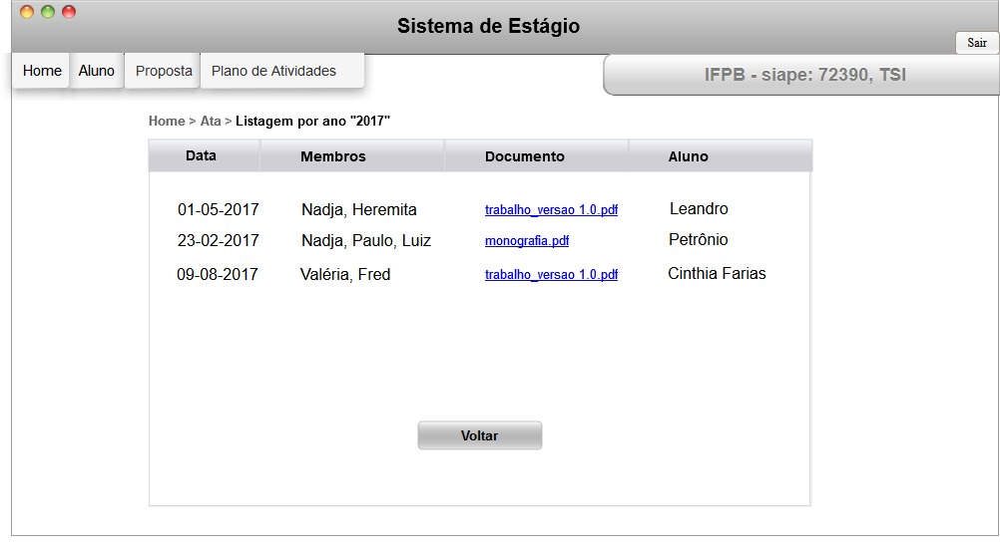 Sistema de Estágio
Sair
Home Aluno Proposta Plano de Atividades
IFPB - siape: 72390, TSI
Home > Ata > Listagem por ano "2017"
Data Membros Documento Aluno
01-05-2017 Nadja, Heremita trabalho_versao 1.0.pdf Leandro
23-02-2017 Nadja, Paulo, Luiz monografia.pdf Petrônio
09-08-2017 Valéria, Fred trabalho_versao 1.0.pdf Cinthia Farias
Voltar